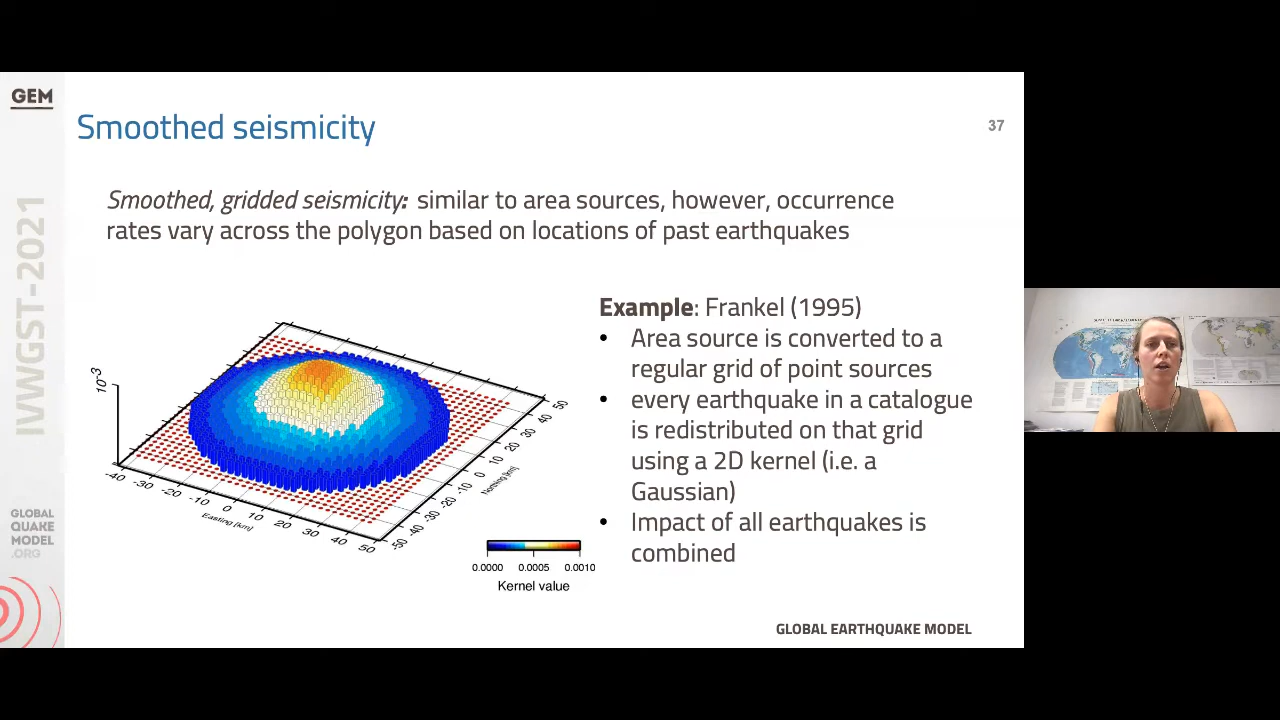 GEM
Smoothed seismicity
37
IVWGST-2021
Smoothed, gridded seismicity: similar to area sources, however, occurrence
rates vary across the polygon based on locations of past earthquakes
Example: Frankel (1995)
• Area source is converted to a
regular grid of point sources
• every earthquake in a catalogue
is redistributed on that grid
using a 2D kernel (i.e. a
Gaussian)
• Impact of all earthquakes is
combined
10-3
-40 -30 -20 -10 0 10 20 30 40 50
Easting (km)
-50 -40 -30 -20 -10 0 10 20 30 40 50
Northing (km)
0.0000 0.0005 0.0010
Kernel value
GLOBAL
QUAKE
MODEL
.ORG
GLOBAL EARTHQUAKE MODEL